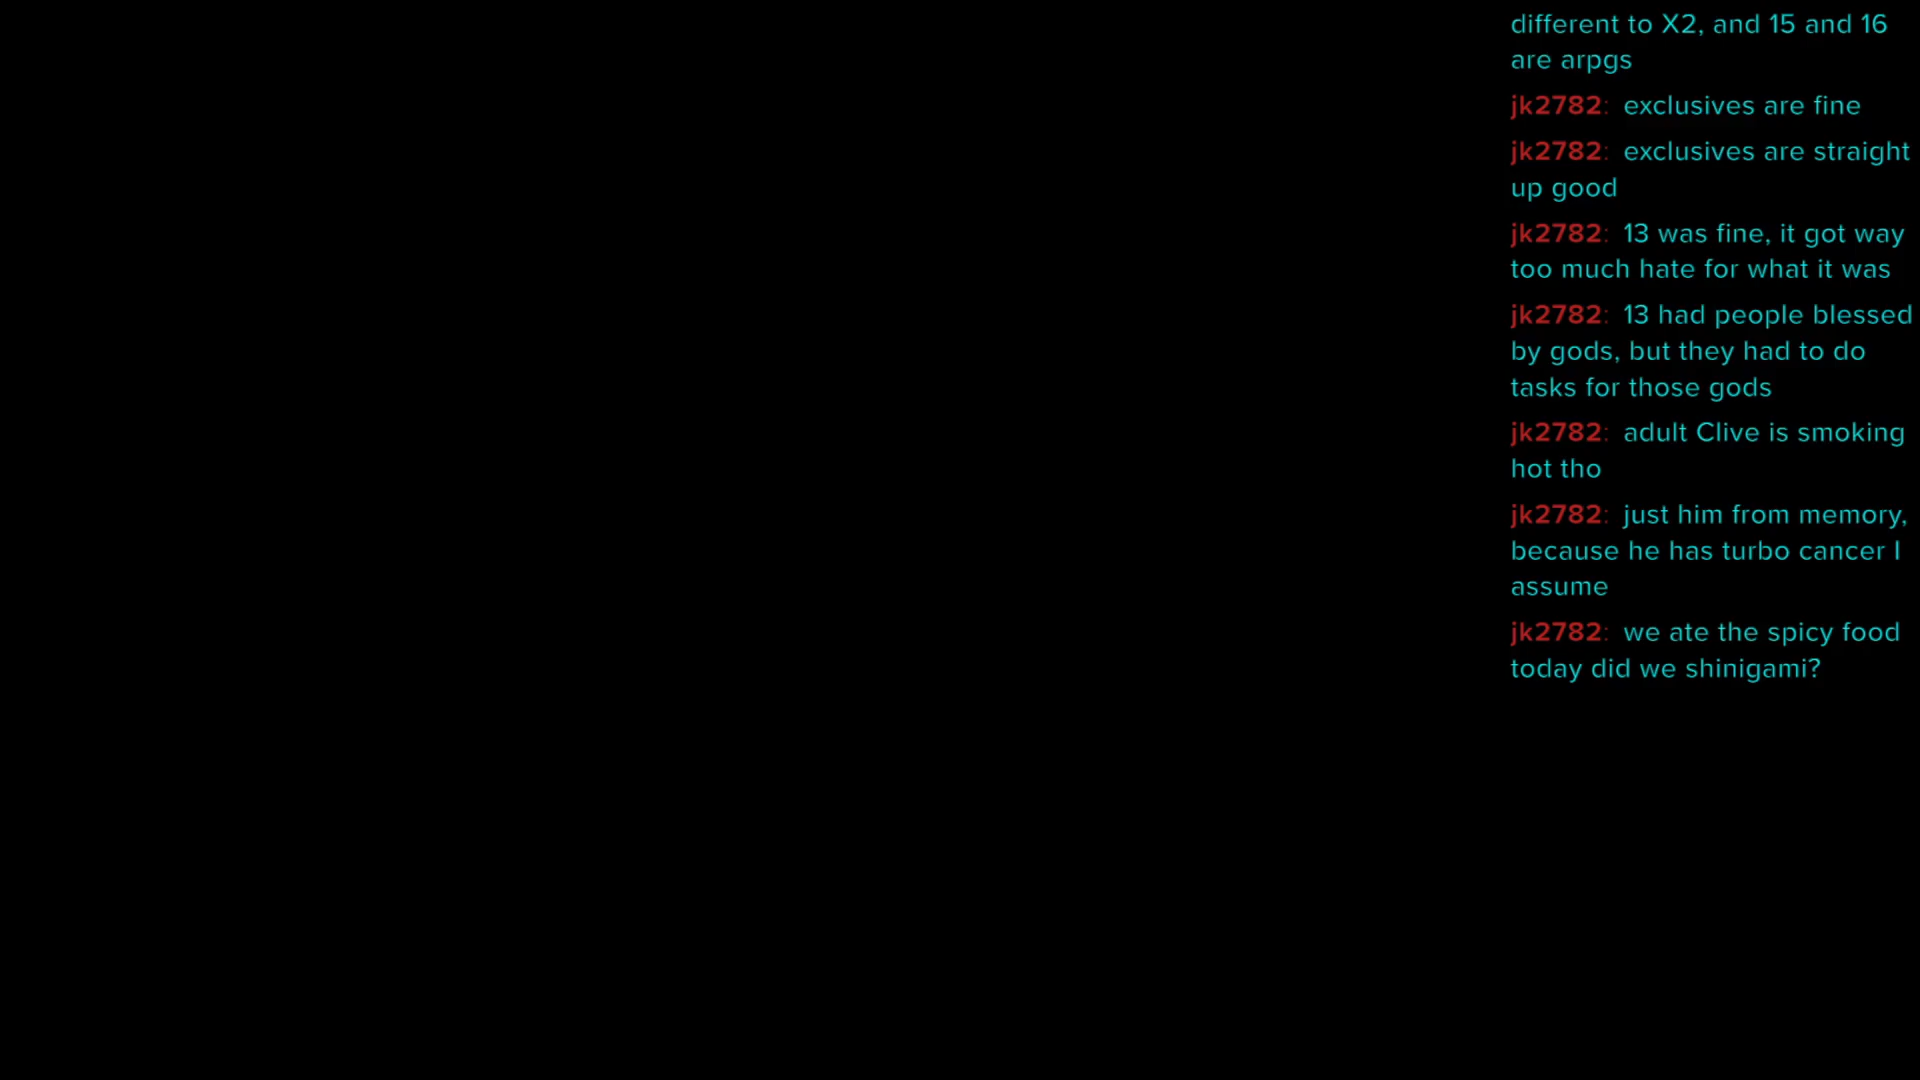 different to X2, and 15 and 16
are arpgs
jk2782: exclusives are fine
jk2782: exclusives are straight
up good
jk2782: 13 was fine, it got way
too much hate for what it was
jk2782: 13 had people blessed
by gods, but they had to do
tasks for those gods
jk2782: adult Clive is smoking
hot tho
jk2782: just him from memory,
because he has turbo cancer I
assume
jk2782: we ate the spicy food
today did we shinigami?